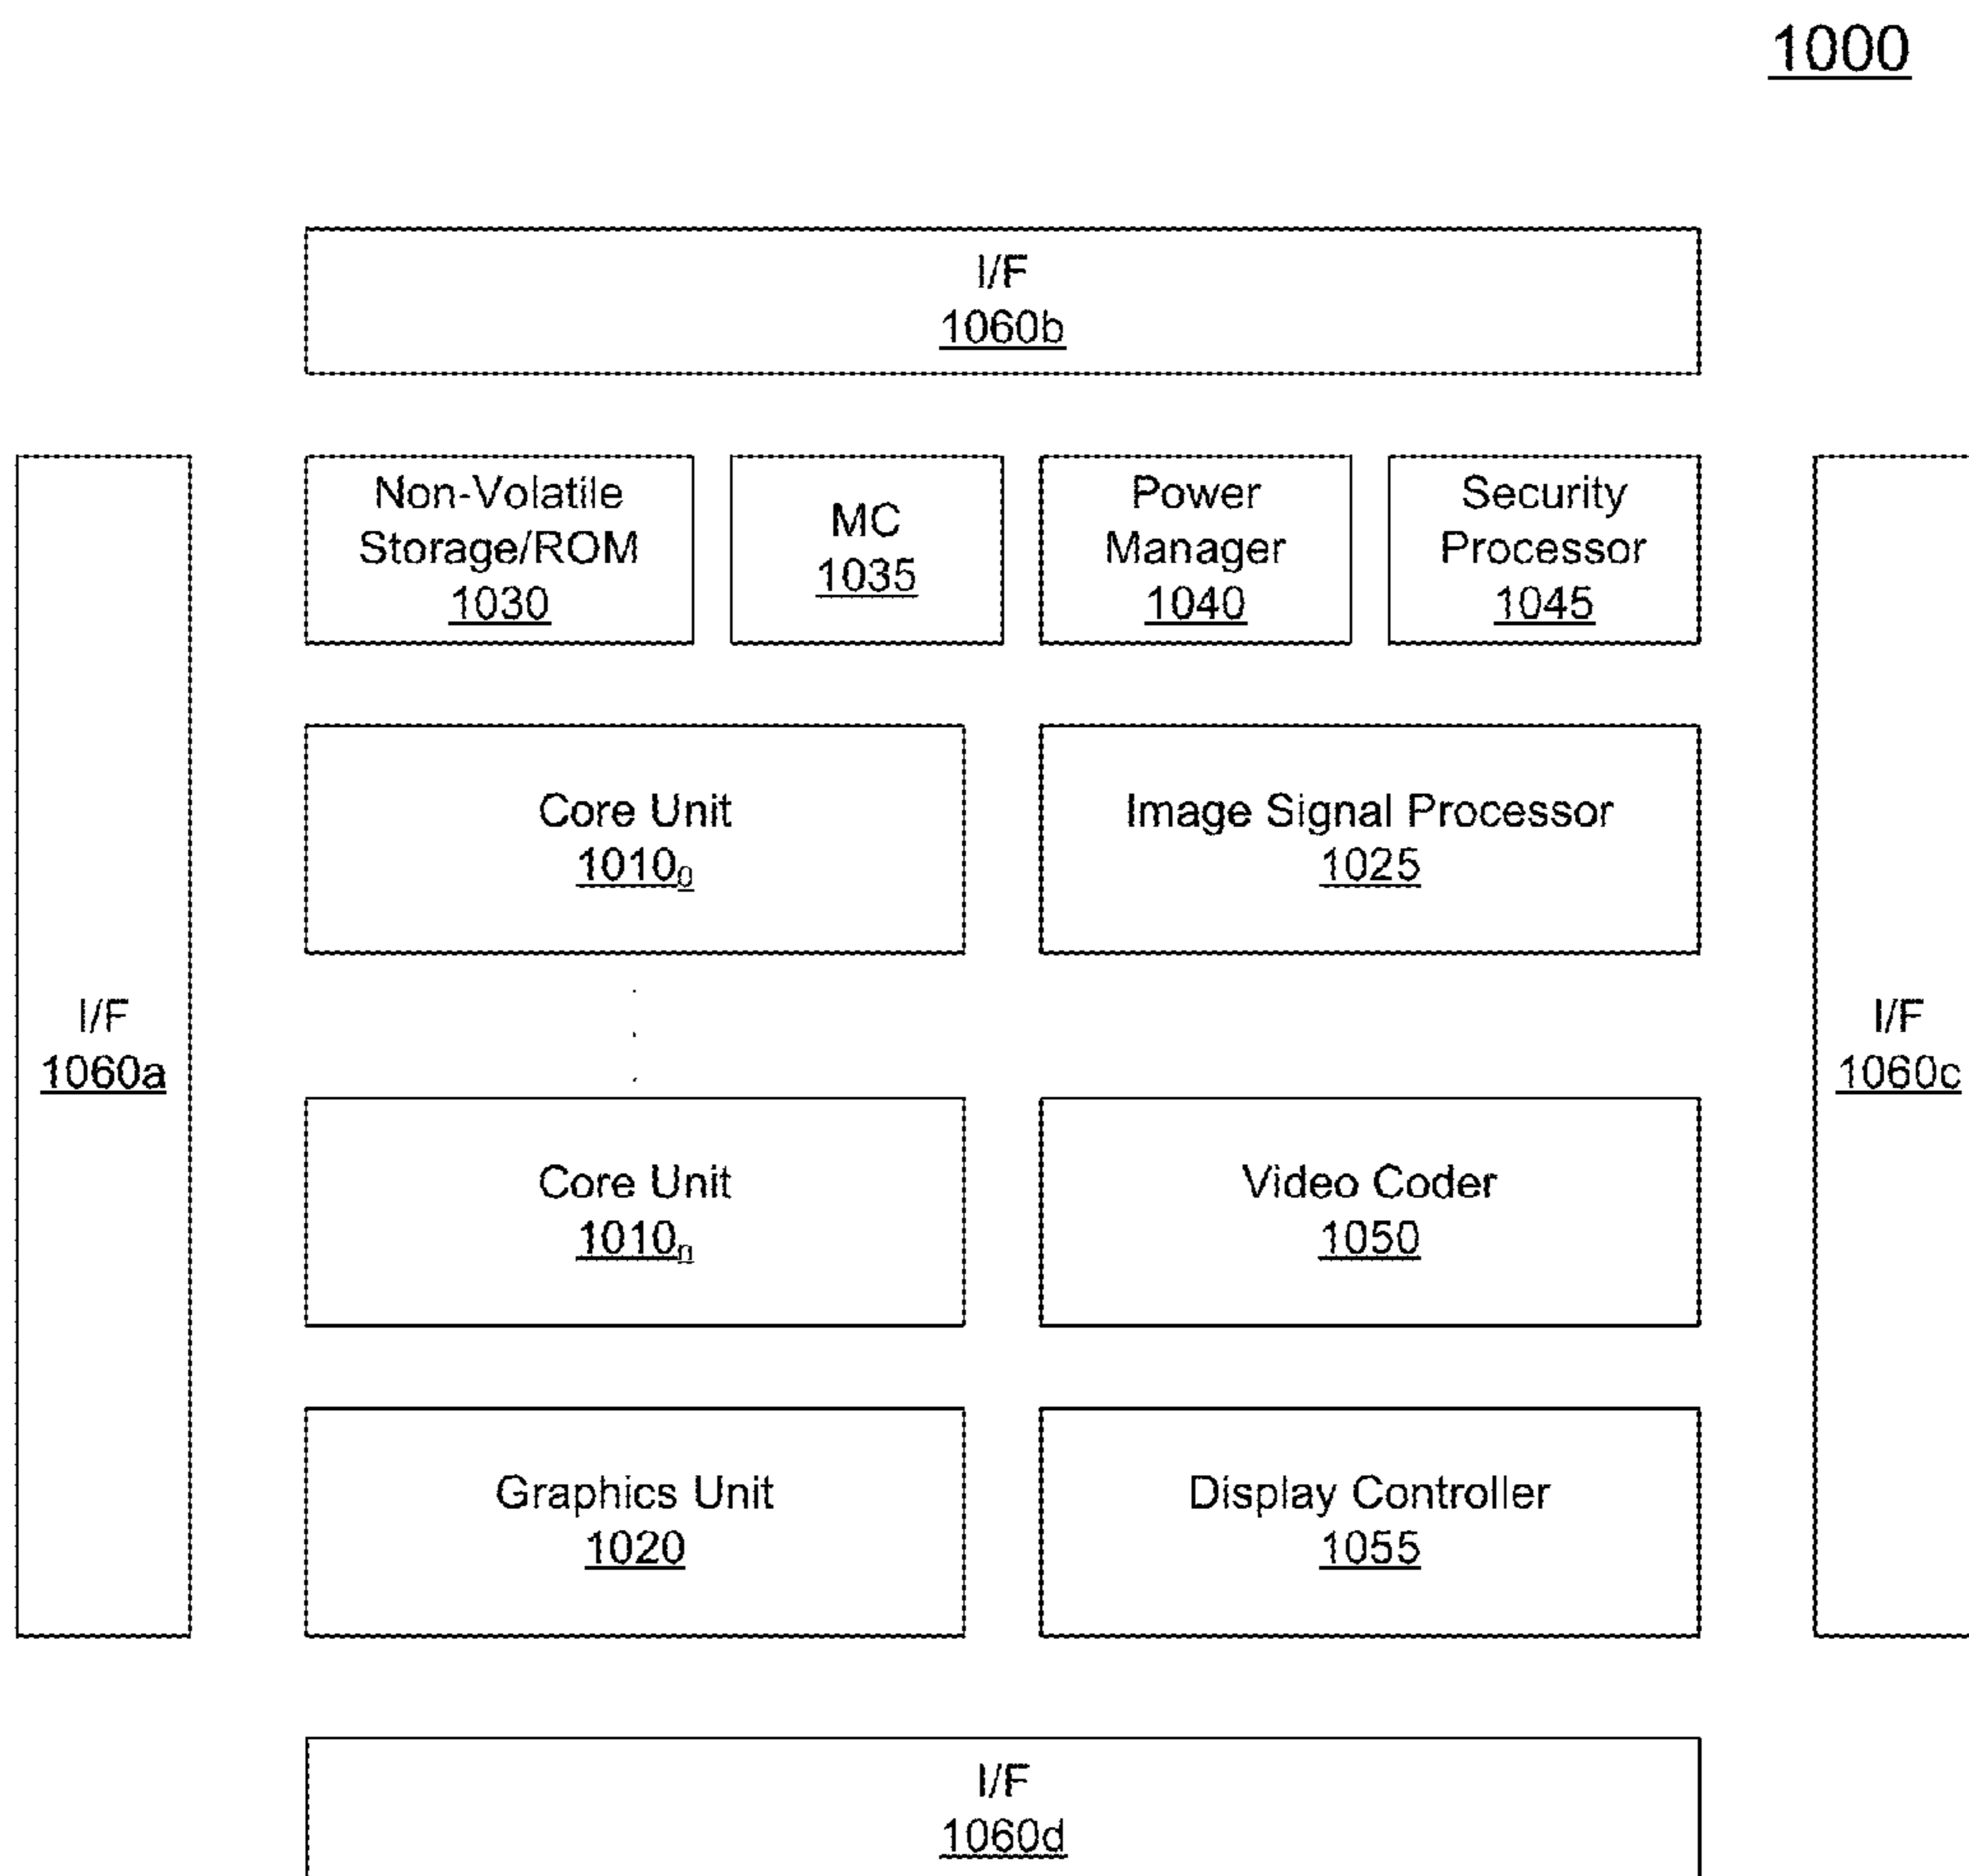 1000
I/F
1060b
Non-Volatile
Storage/ROM
1030
MC
1035
Power
Manager
1040
Security
Processor
1045
Core Unit
1010₀
Image Signal Processor
1025
I/F
1060a
I/F
1060c
Core Unit
1010ₙ
Video Coder
1050
Graphics Unit
1020
Display Controller
1055
I/F
1060d